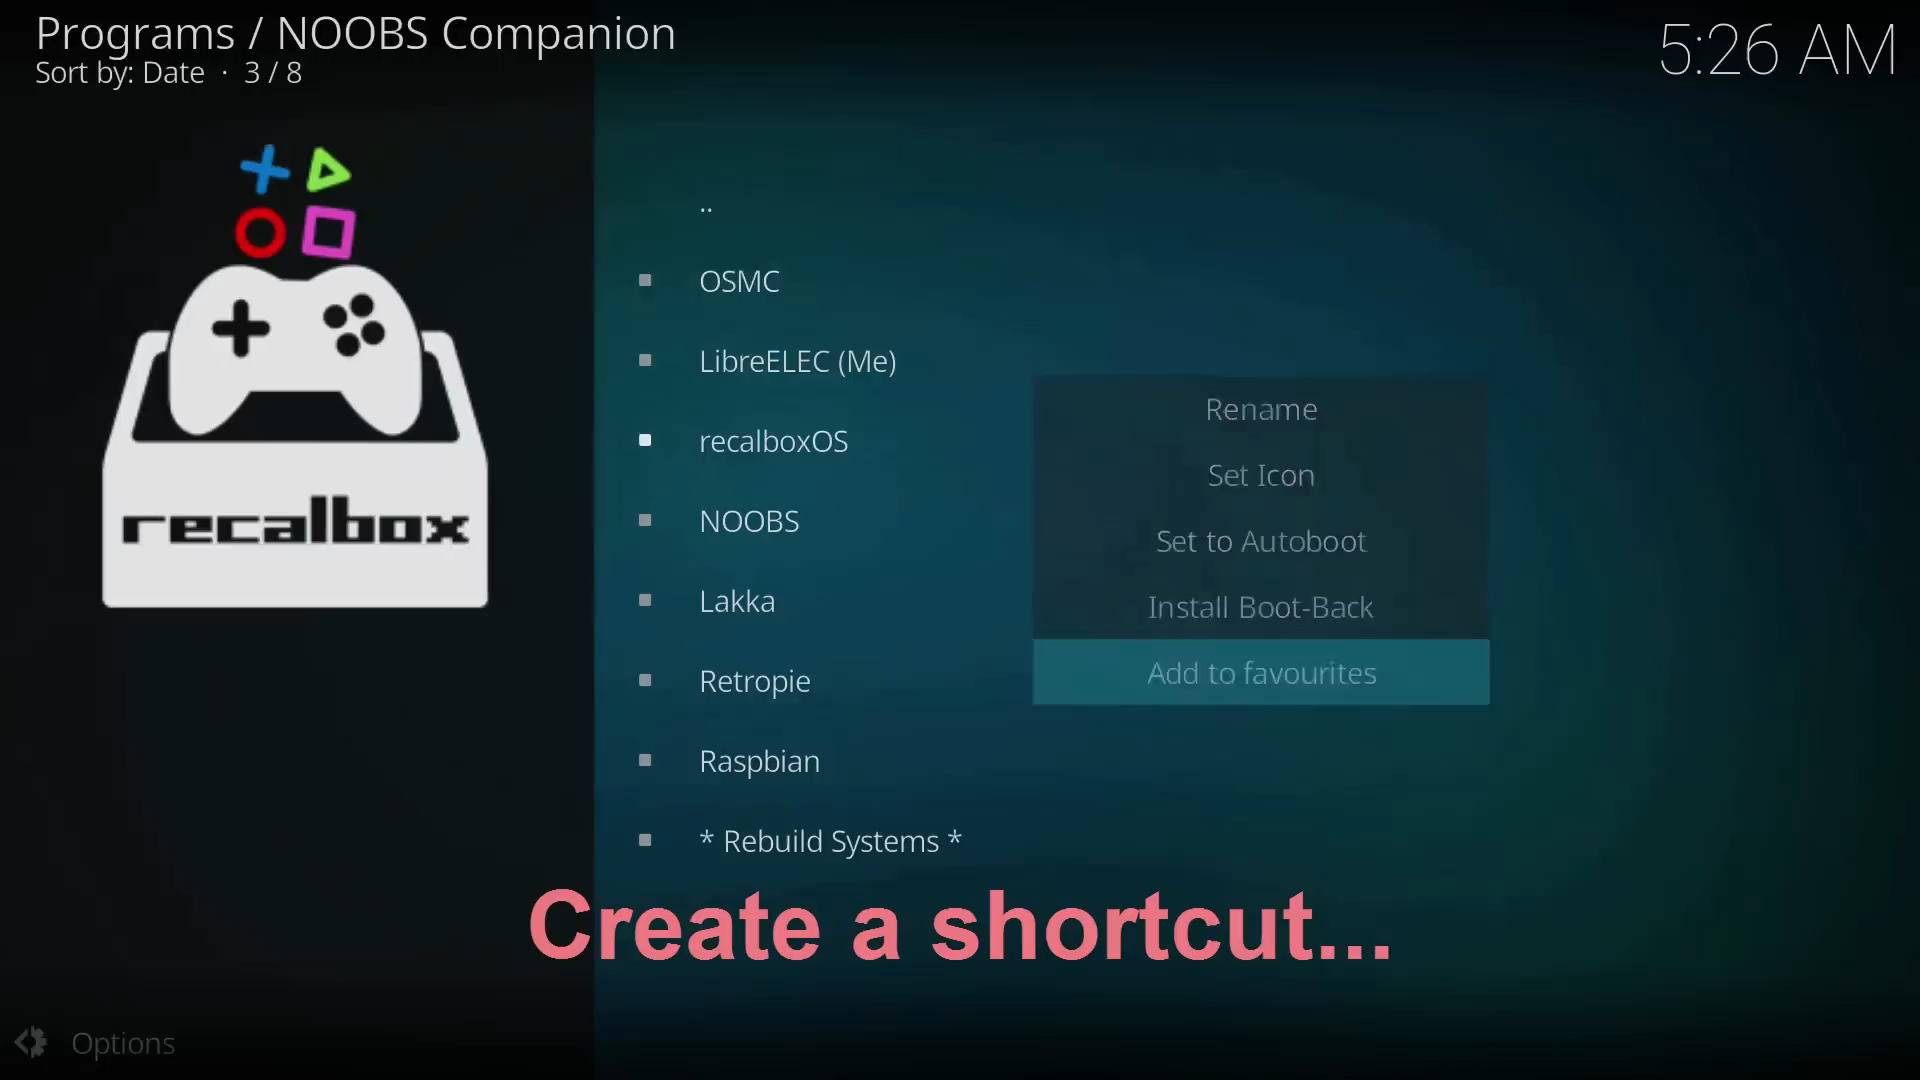 Programs / NOOBS Companion
Sort by: Date · 3 / 8
5:26 AM
recalbox
..
OSMC
LibreELEC (Me)
recalboxOS
NOOBS
Lakka
Retropie
Raspbian
* Rebuild Systems *
Rename
Set Icon
Set to Autoboot
Install Boot-Back
Add to favourites
Create a shortcut...
Options